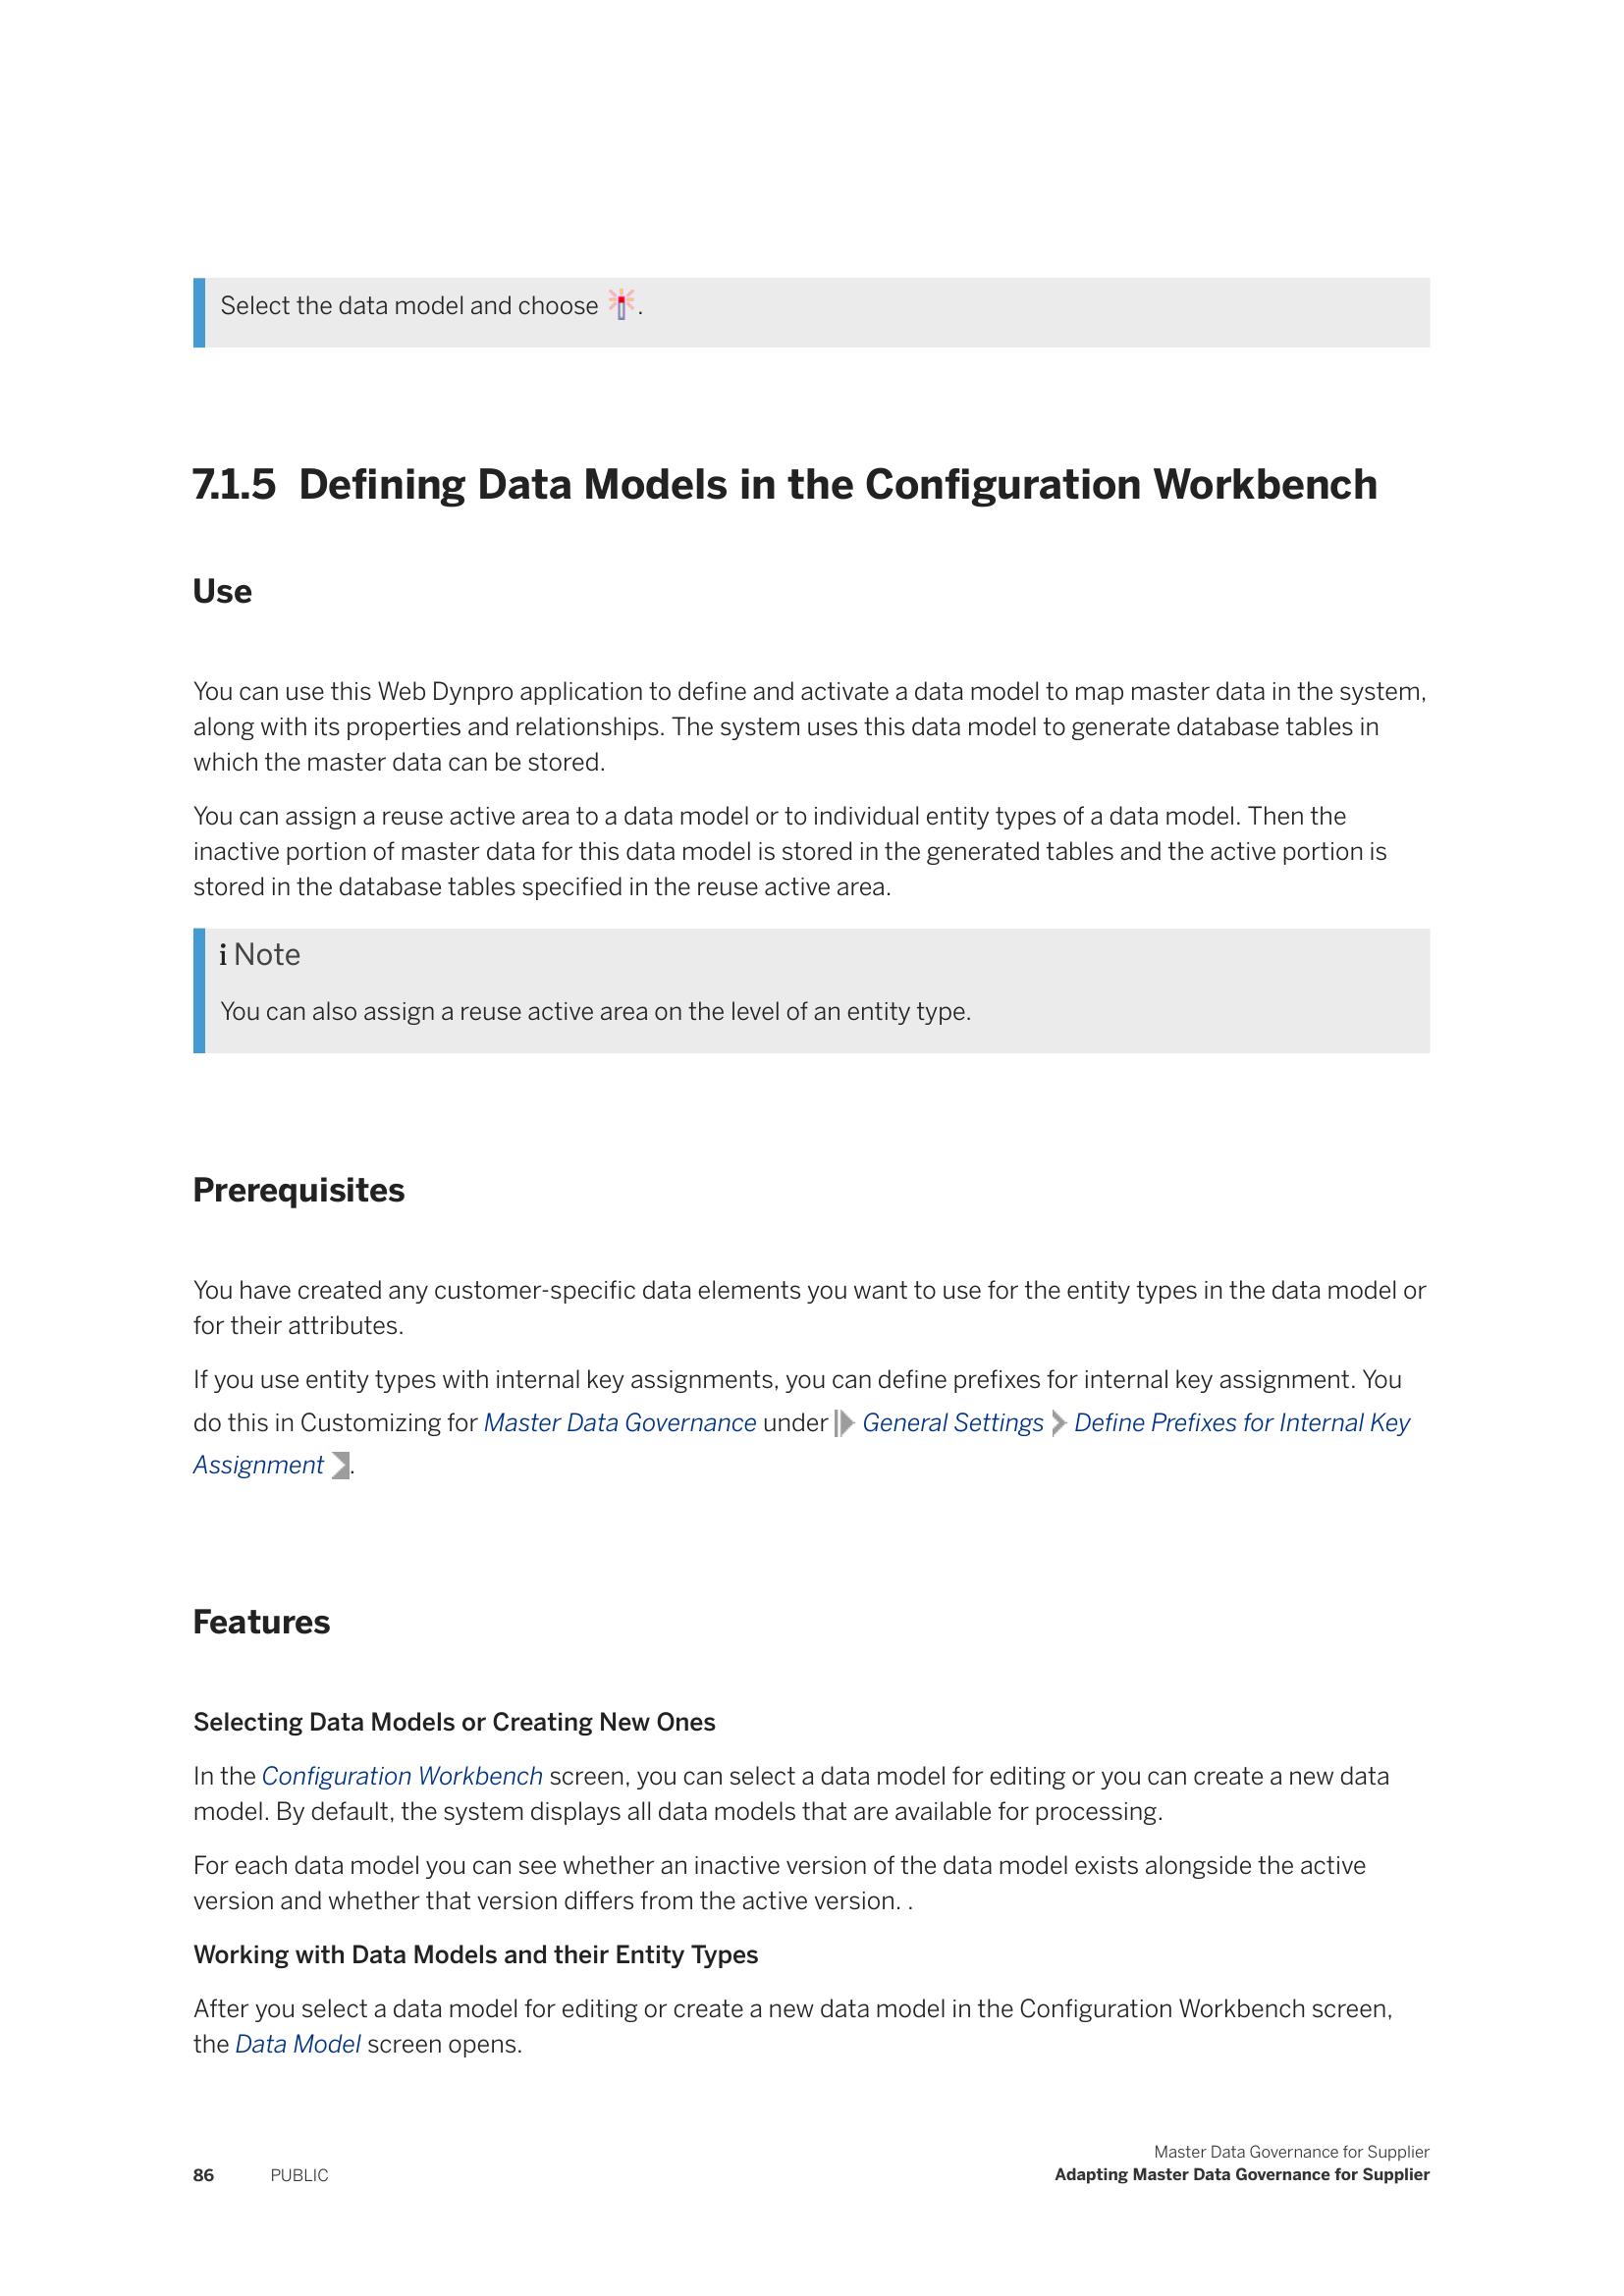 Select the data model and choose .
7.1.5 Defining Data Models in the Configuration Workbench
Use
You can use this Web Dynpro application to define and activate a data model to map master data in the system,
along with its properties and relationships. The system uses this data model to generate database tables in
which the master data can be stored.
You can assign a reuse active area to a data model or to individual entity types of a data model. Then the
inactive portion of master data for this data model is stored in the generated tables and the active portion is
stored in the database tables specified in the reuse active area.
i Note
You can also assign a reuse active area on the level of an entity type.
Prerequisites
You have created any customer-specific data elements you want to use for the entity types in the data model or
for their attributes.
If you use entity types with internal key assignments, you can define prefixes for internal key assignment. You
do this in Customizing for Master Data Governance under General Settings Define Prefixes for Internal Key
Assignment .
Features
Selecting Data Models or Creating New Ones
In the Configuration Workbench screen, you can select a data model for editing or you can create a new data
model. By default, the system displays all data models that are available for processing.
For each data model you can see whether an inactive version of the data model exists alongside the active
version and whether that version differs from the active version. .
Working with Data Models and their Entity Types
After you select a data model for editing or create a new data model in the Configuration Workbench screen,
the Data Model screen opens.
Master Data Governance for Supplier
86 PUBLIC Adapting Master Data Governance for Supplier